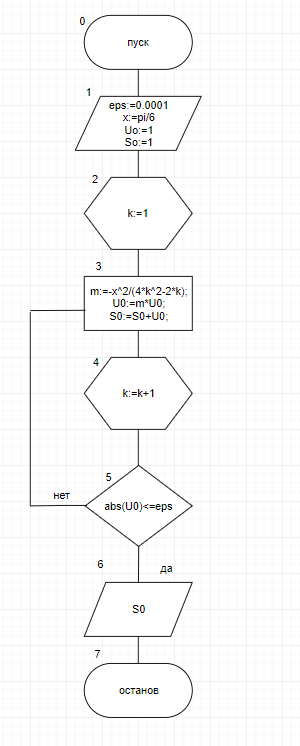 0
пуск
1
eps:=0.0001
x:=pi/6
Uo:=1
So:=1
2
k:=1
3
m:=-x^2/(4*k^2-2*k);
U0:=m*U0;
S0:=S0+U0;
4
k:=k+1
5
нет
abs(U0)<=eps
6
да
S0
7
останов